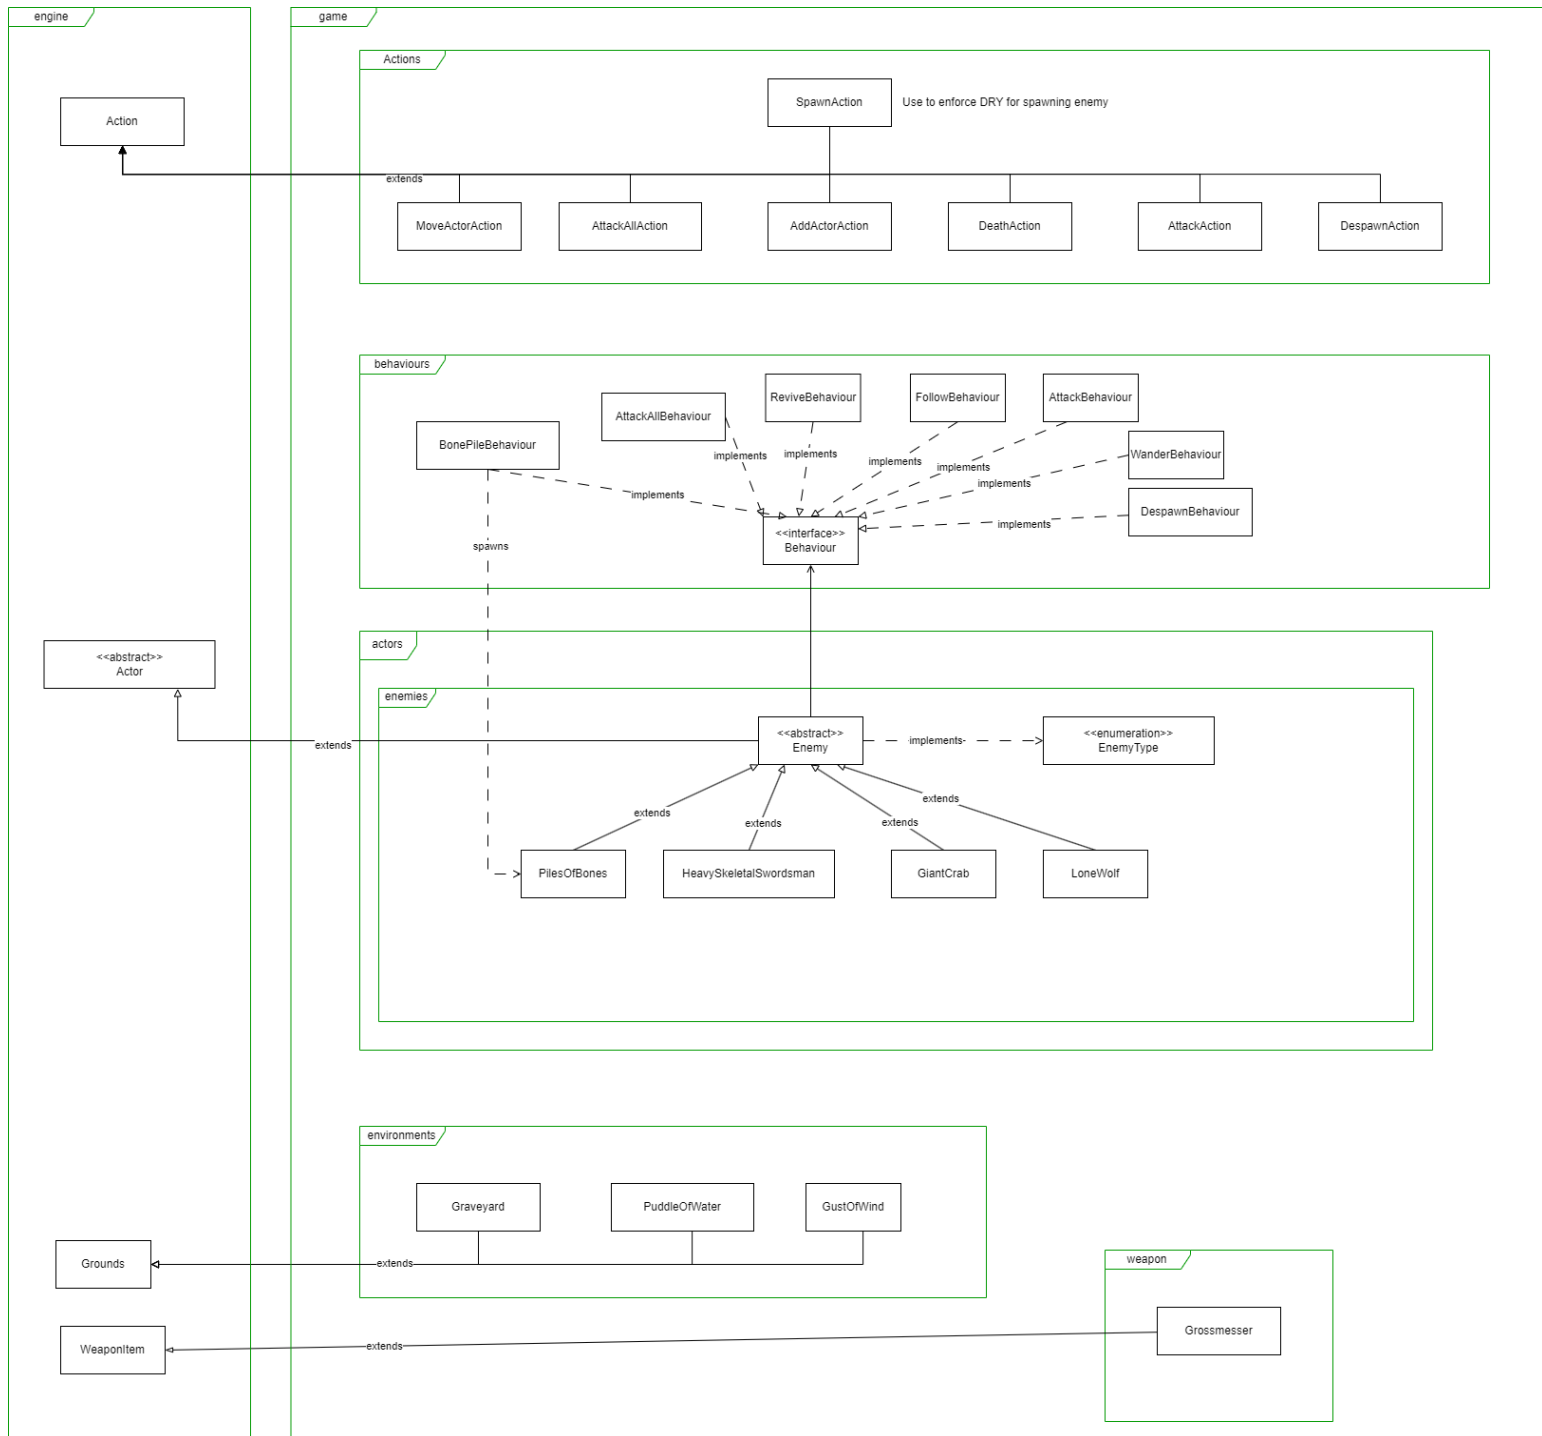 engine
game
Actions
SpawnAction
Use to enforce DRY for spawning enemy
Action
extends
MoveActorAction
AttackAllAction
AddActorAction
DeathAction
AttackAction
DespawnAction
behaviours
BonePileBehaviour
AttackAllBehaviour
ReviveBehaviour
FollowBehaviour
AttackBehaviour
WanderBehaviour
DespawnBehaviour
implements
implements
implements
implements
implements
implements
implements
spawns
<<interface>>
Behaviour
<<abstract>>
Actor
actors
enemies
extends
<<abstract>>
Enemy
implements
<<enumeration>>
EnemyType
extends
extends
extends
extends
PilesOfBones
HeavySkeletalSwordsman
GiantCrab
LoneWolf
environments
Graveyard
PuddleOfWater
GustOfWind
Grounds
extends
weapon
Grossmesser
WeaponItem
extends